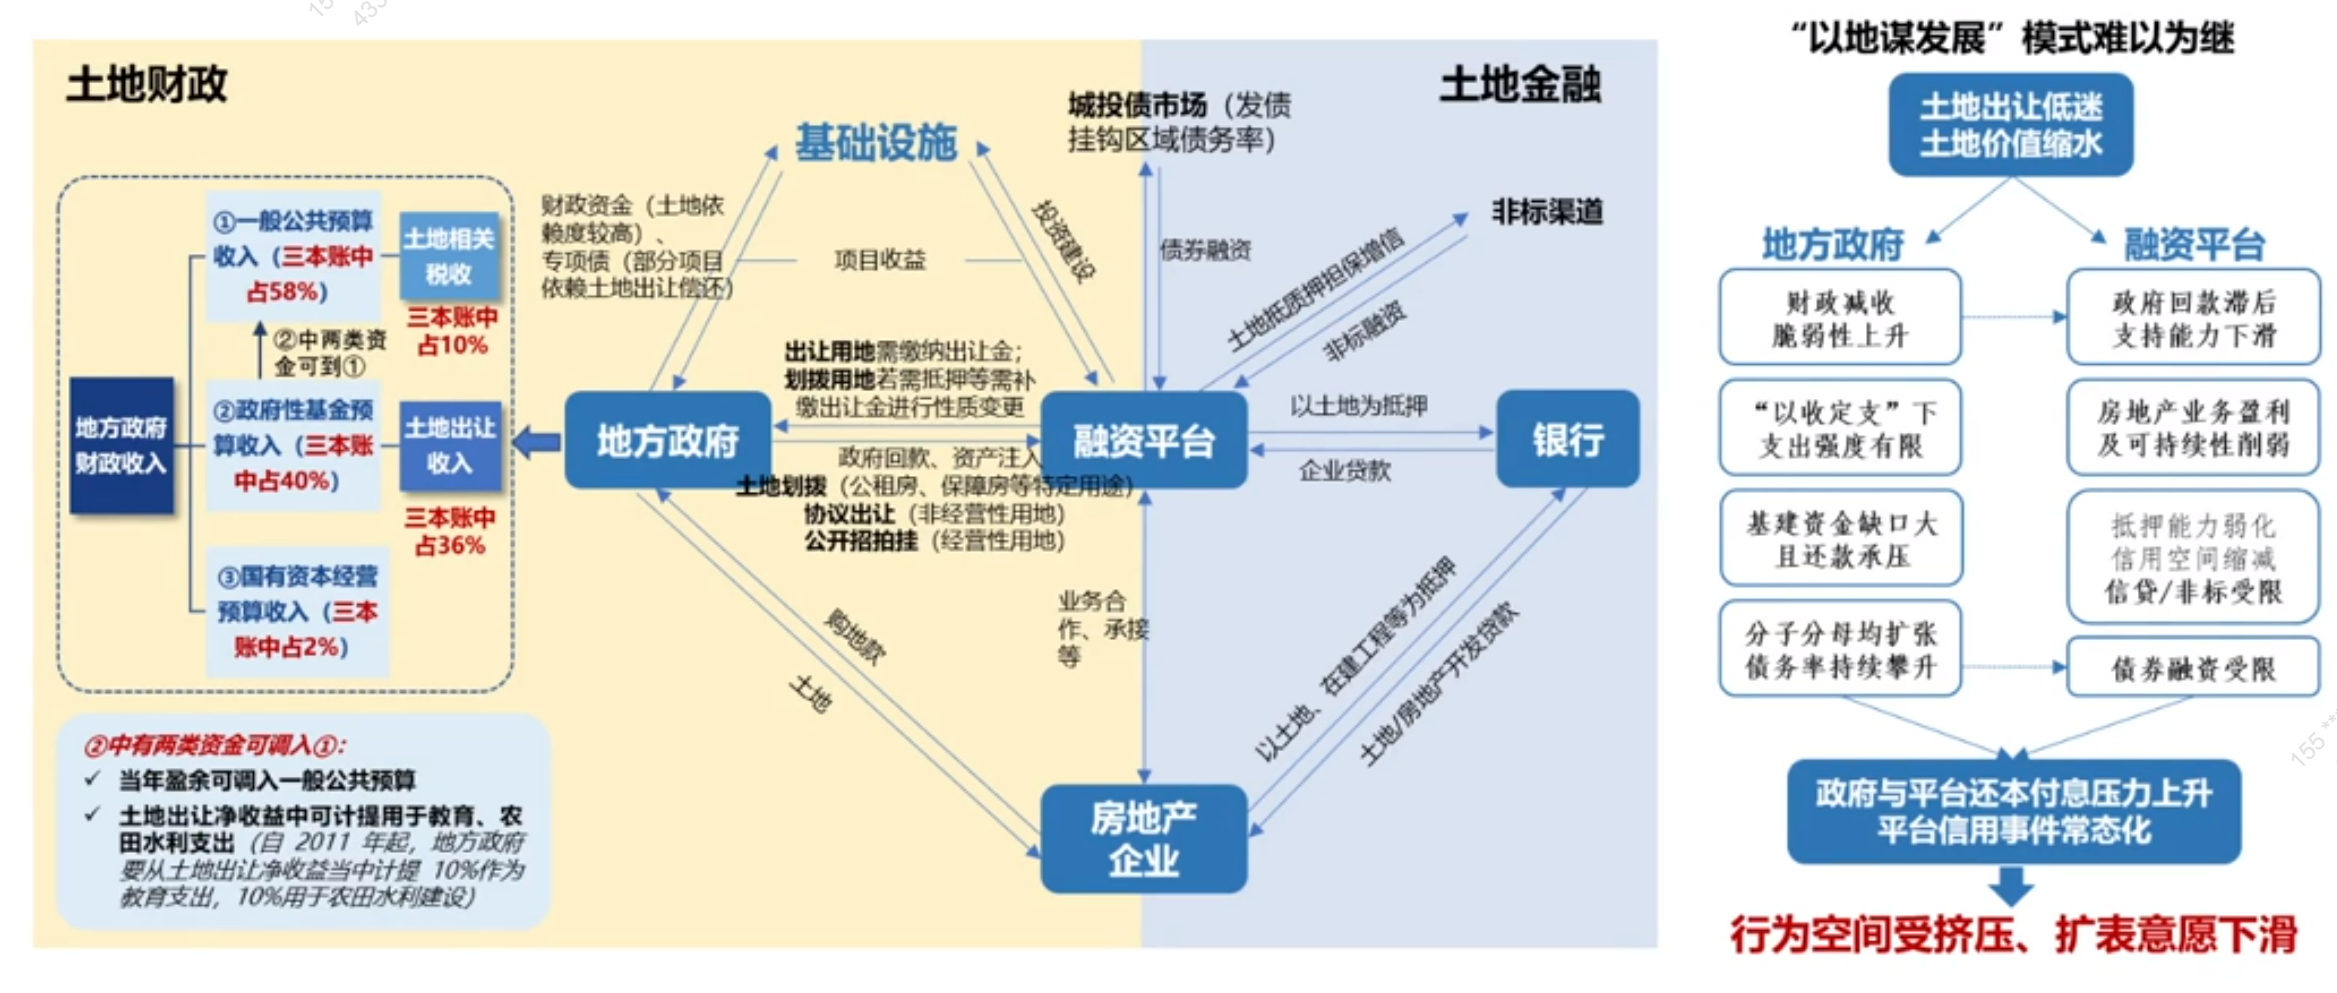 土地财政
①一般公共预算
收入（三本账中
占58%）
土地相关
税收
三本账中
占10%
②中两类资
金可到①
地方政府
财政收入
②政府性基金预
算收入（三本账
中占40%）
土地出让
收入
三本账中
占36%
③国有资本经营
预算收入（三本
账中占2%）
②中有两类资金可调入①：
✓ 当年盈余可调入一般公共预算
✓ 土地出让净收益中可计提用于教育、农
田水利支出（自 2011 年起，地方政府
要从土地出让净收益当中计提 10%作为
教育支出，10%用于农田水利建设）
基础设施
财政资金（土地依
赖度较高）、
专项债（部分项目
依赖土地出让偿还）
项目收益
投资建设
出让用地需缴纳出让金；
划拨用地若需抵押等需补
缴出让金进行性质变更
地方政府
融资平台
政府回款、资产注入
土地划拨（公租房、保障房等特定用途）
协议出让（非经营性用地）
公开招拍挂（经营性用地）
购地款
土地
业务合
作、承接
等
房地产
企业
土地金融
城投债市场（发债
挂钩区域债务率）
债券融资
非标渠道
土地抵质押担保增信
非标融资
以土地为抵押
企业贷款
银行
以土地、在建工程等为抵押
土地/房地产开发贷款
“以地谋发展”模式难以为继
土地出让低迷
土地价值缩水
地方政府
融资平台
财政减收
脆弱性上升
政府回款滞后
支持能力下滑
“以收定支”下
支出强度有限
房地产业务盈利
及可持续性削弱
基建资金缺口大
且还款承压
抵押能力弱化
信用空间缩减
信贷/非标受限
分子分母均扩张
债务率持续攀升
债券融资受限
政府与平台还本付息压力上升
平台信用事件常态化
行为空间受挤压、扩表意愿下滑